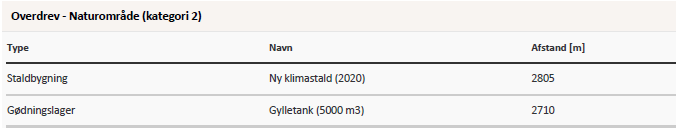 Overdrev - Naturområde (kategori 2)
Type Navn Afstand [m]
Staldbygning Ny klimastald (2020) 2805
Gødningslager Gylletank (5000 m3) 2710